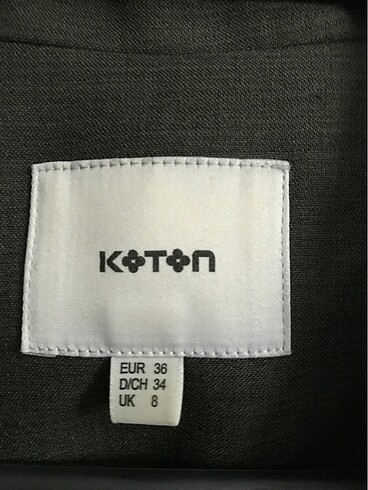 KOTON
EUR 36
D/CH 34
UK 8